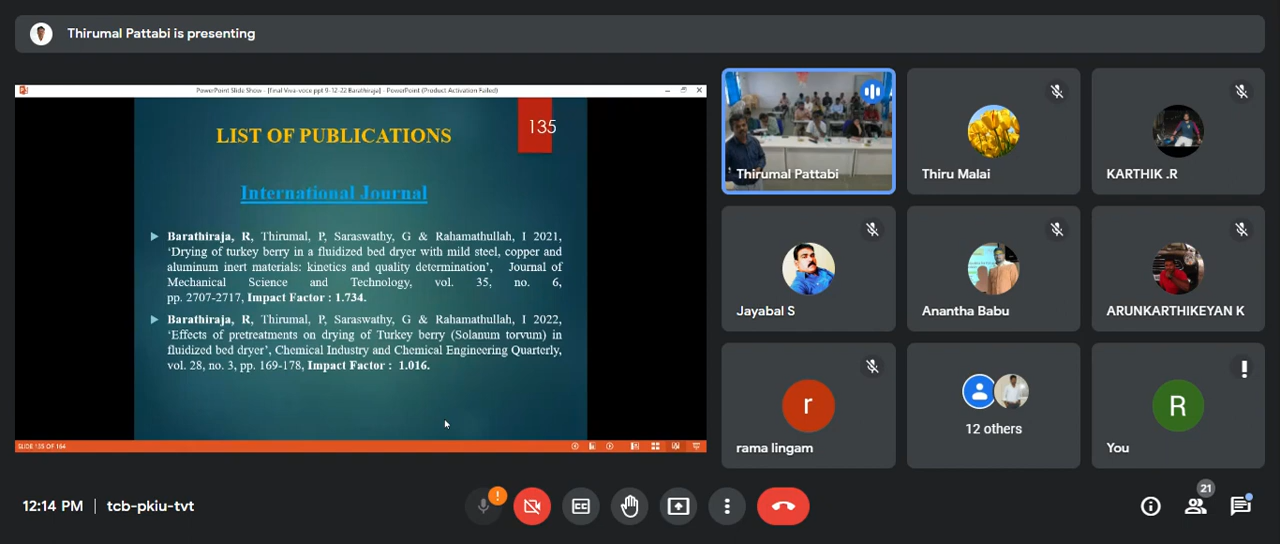 Thirumal Pattabi is presenting
PowerPoint Slide Show - [final Viva-voce ppt 9-12-22 Barathiraja] - PowerPoint (Product Activation Failed)
LIST OF PUBLICATIONS
135
International Journal
Barathiraja, R, Thirumal, P, Saraswathy, G & Rahamathullah, I 2021,
‘Drying of turkey berry in a fluidized bed dryer with mild steel, copper and
aluminum inert materials: kinetics and quality determination’, Journal of
Mechanical Science and Technology, vol. 35, no. 6,
pp. 2707-2717, Impact Factor : 1.734.
Barathiraja, R, Thirumal, P, Saraswathy, G & Rahamathullah, I 2022,
‘Effects of pretreatments on drying of Turkey berry (Solanum torvum) in
fluidized bed dryer’, Chemical Industry and Chemical Engineering Quarterly,
vol. 28, no. 3, pp. 169-178, Impact Factor : 1.016.
SLIDE 135 OF 164
Thirumal Pattabi
Thiru Malai
KARTHIK .R
Jayabal S
Anantha Babu
ARUNKARTHIKEYAN K
r
rama lingam
12 others
R
You
12:14 PM | tcb-pkiu-tvt
CC
21